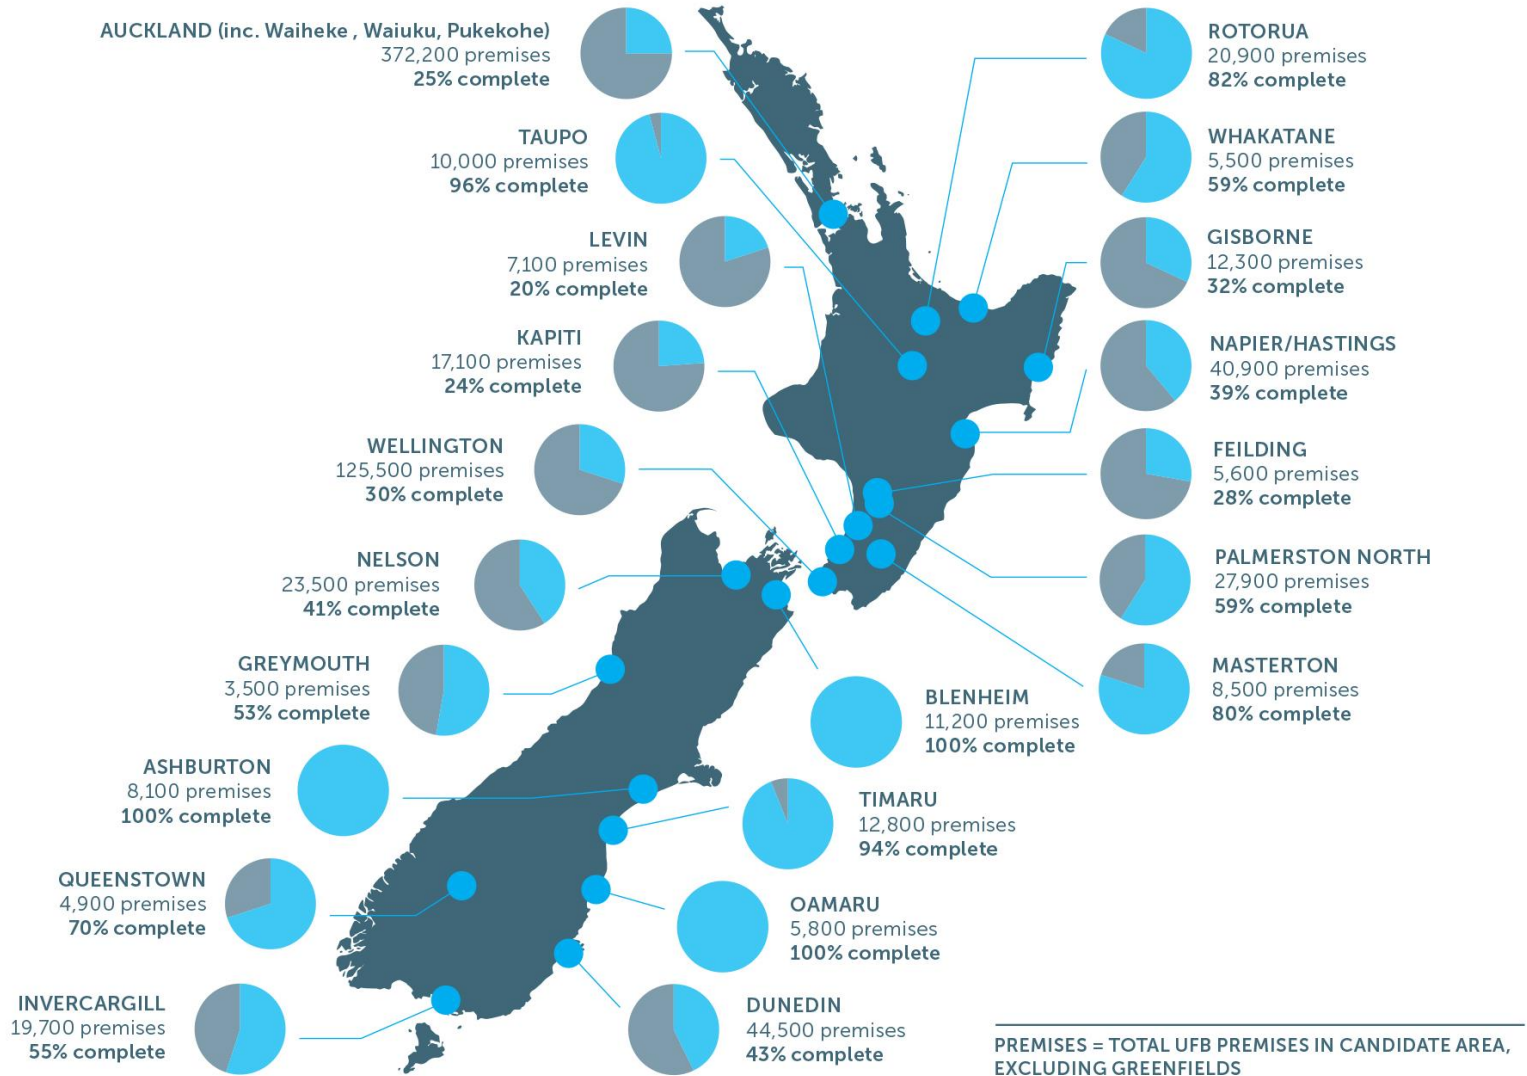 AUCKLAND (inc. Waiheke , Waiuku, Pukekohe)
372,200 premises
25% complete
TAUPO
10,000 premises
96% complete
LEVIN
7,100 premises
20% complete
KAPITI
17,100 premises
24% complete
WELLINGTON
125,500 premises
30% complete
NELSON
23,500 premises
41% complete
GREYMOUTH
3,500 premises
53% complete
ASHBURTON
8,100 premises
100% complete
QUEENSTOWN
4,900 premises
70% complete
INVERCARGILL
19,700 premises
55% complete
ROTORUA
20,900 premises
82% complete
WHAKATANE
5,500 premises
59% complete
GISBORNE
12,300 premises
32% complete
NAPIER/HASTINGS
40,900 premises
39% complete
FEILDING
5,600 premises
28% complete
PALMERSTON NORTH
27,900 premises
59% complete
MASTERTON
8,500 premises
80% complete
BLENHEIM
11,200 premises
100% complete
TIMARU
12,800 premises
94% complete
OAMARU
5,800 premises
100% complete
DUNEDIN
44,500 premises
43% complete
PREMISES = TOTAL UFB PREMISES IN CANDIDATE AREA,
EXCLUDING GREENFIELDS